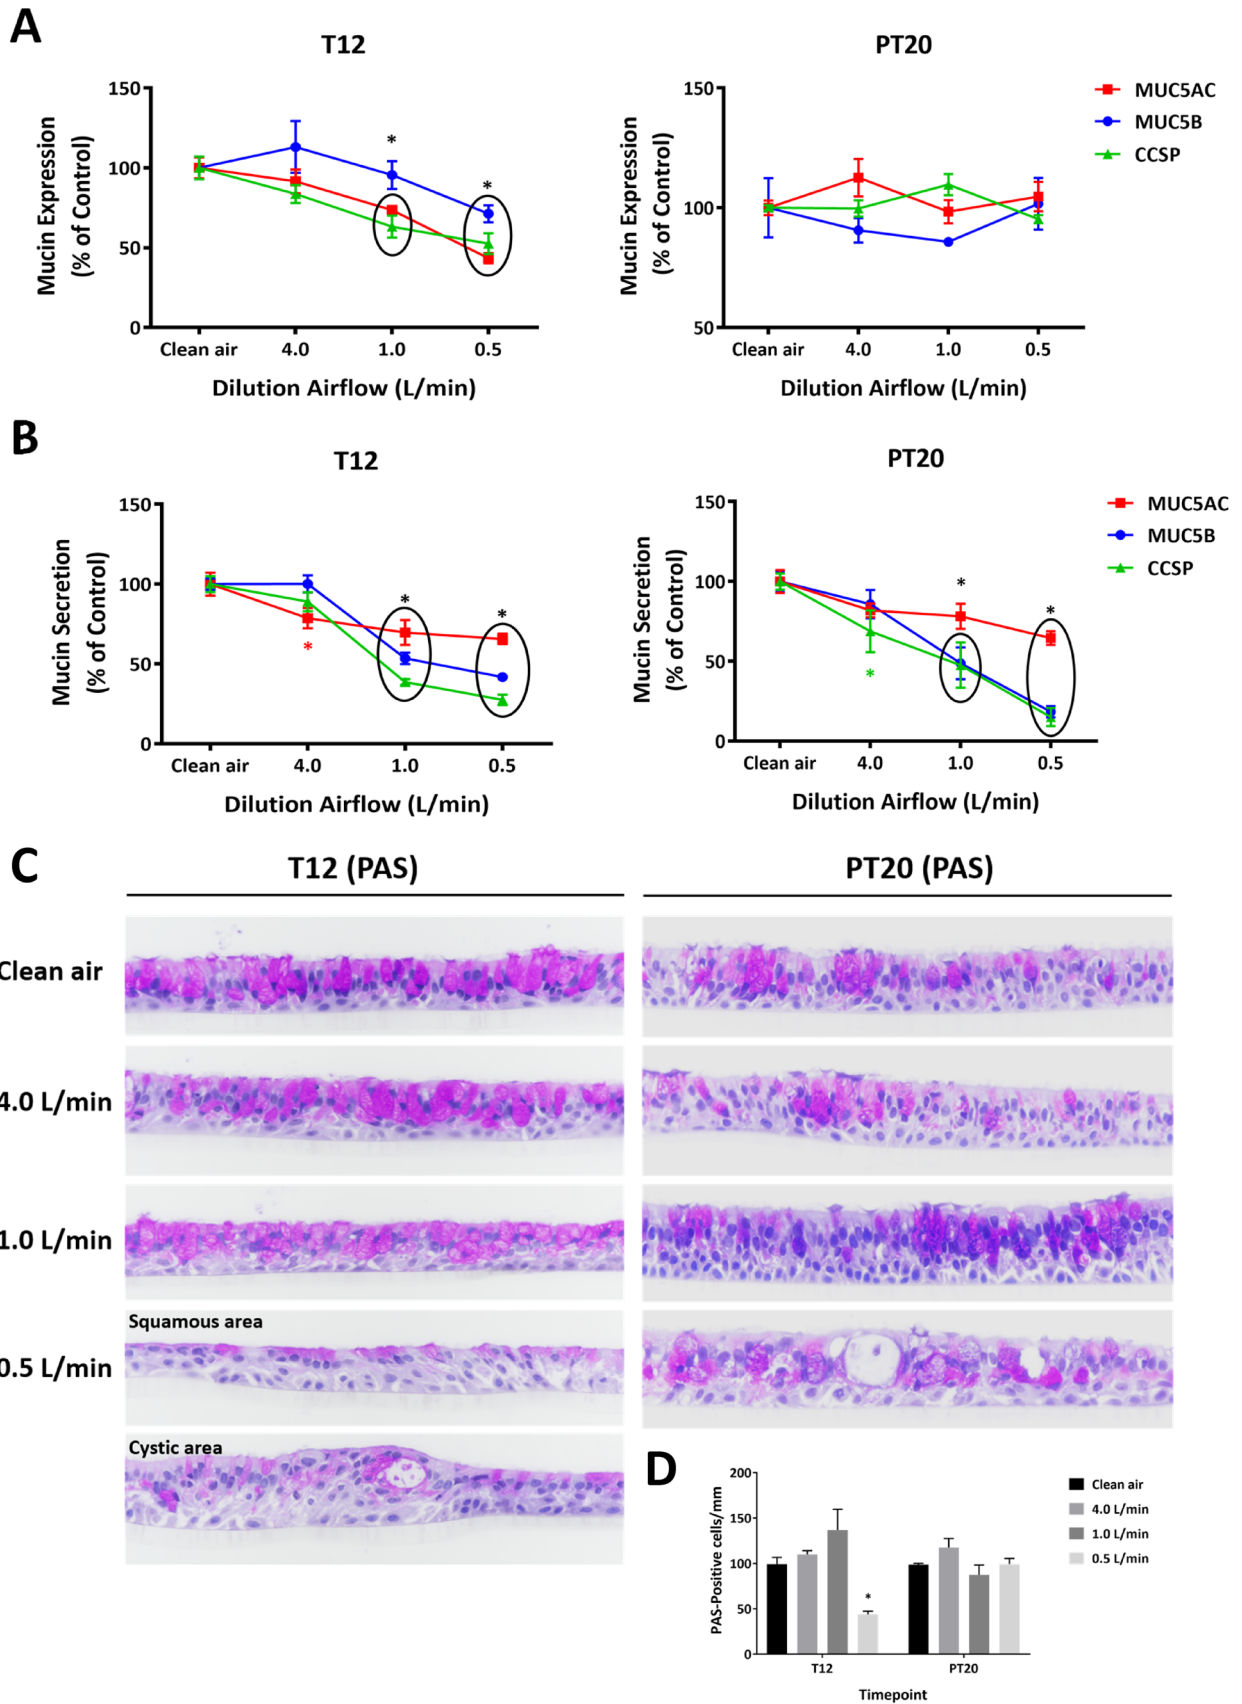 A
T12
PT20
150
100
50
0
Mucin Expression
(% of Control)
*
*
Clean air 4.0 1.0 0.5
Dilution Airflow (L/min)
150
100
50
Mucin Expression
(% of Control)
Clean air 4.0 1.0 0.5
Dilution Airflow (L/min)
MUC5AC
MUC5B
CCSP
B
T12
PT20
150
100
50
0
Mucin Secretion
(% of Control)
*
*
*
Clean air 4.0 1.0 0.5
Dilution Airflow (L/min)
150
100
50
0
Mucin Secretion
(% of Control)
*
*
*
Clean air 4.0 1.0 0.5
Dilution Airflow (L/min)
MUC5AC
MUC5B
CCSP
C
T12 (PAS)
PT20 (PAS)
Clean air
4.0 L/min
1.0 L/min
0.5 L/min
Squamous area
Cystic area
D
200
150
100
50
0
PAS-Positive cells/mm
*
T12 PT20
Timepoint
Clean air
4.0 L/min
1.0 L/min
0.5 L/min